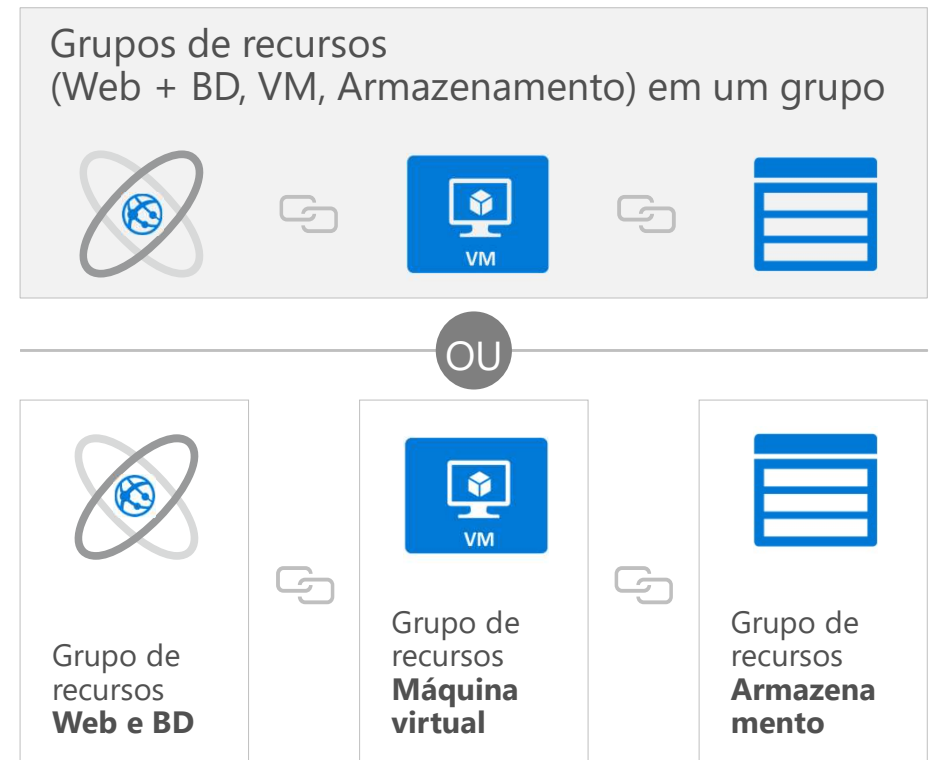 Grupos de recursos
(Web + BD, VM, Armazenamento) em um grupo
VM
OU
VM
Grupo de
recursos
Web e BD
Grupo de
recursos
Máquina
virtual
Grupo de
recursos
Armazena
mento